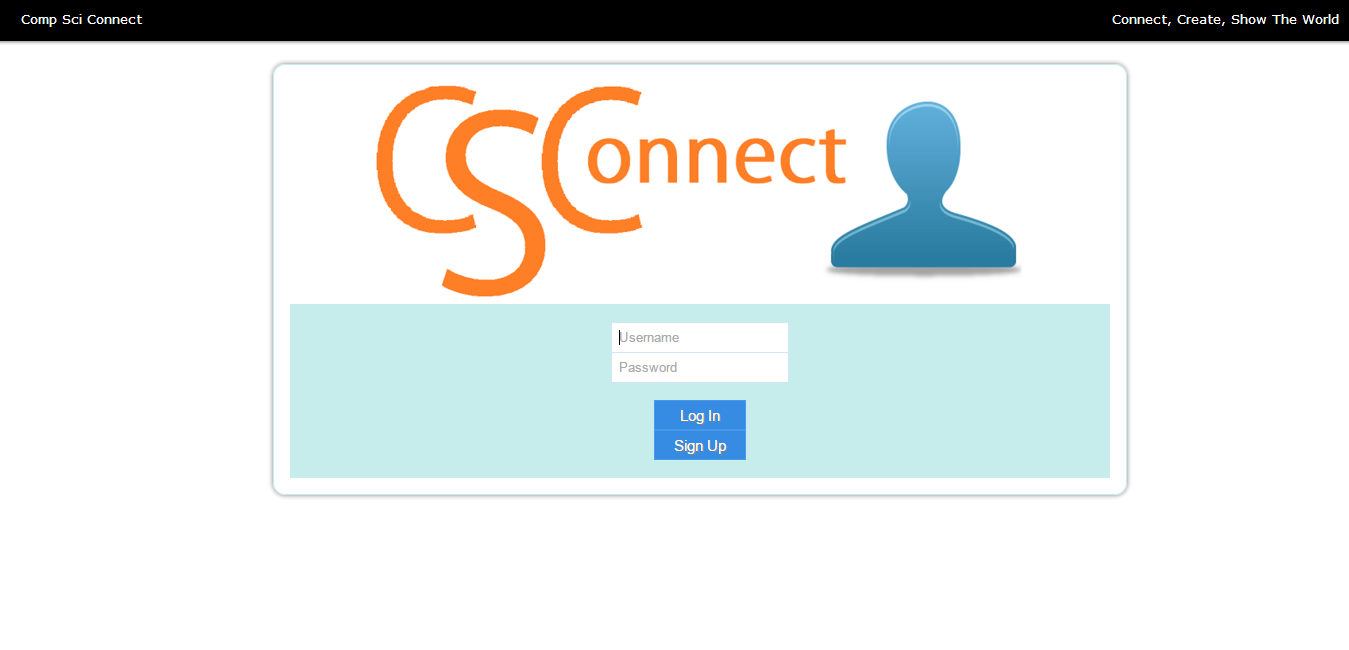 Comp Sci Connect
Connect, Create, Show The World
CSConnect
Username
Password
Log In
Sign Up